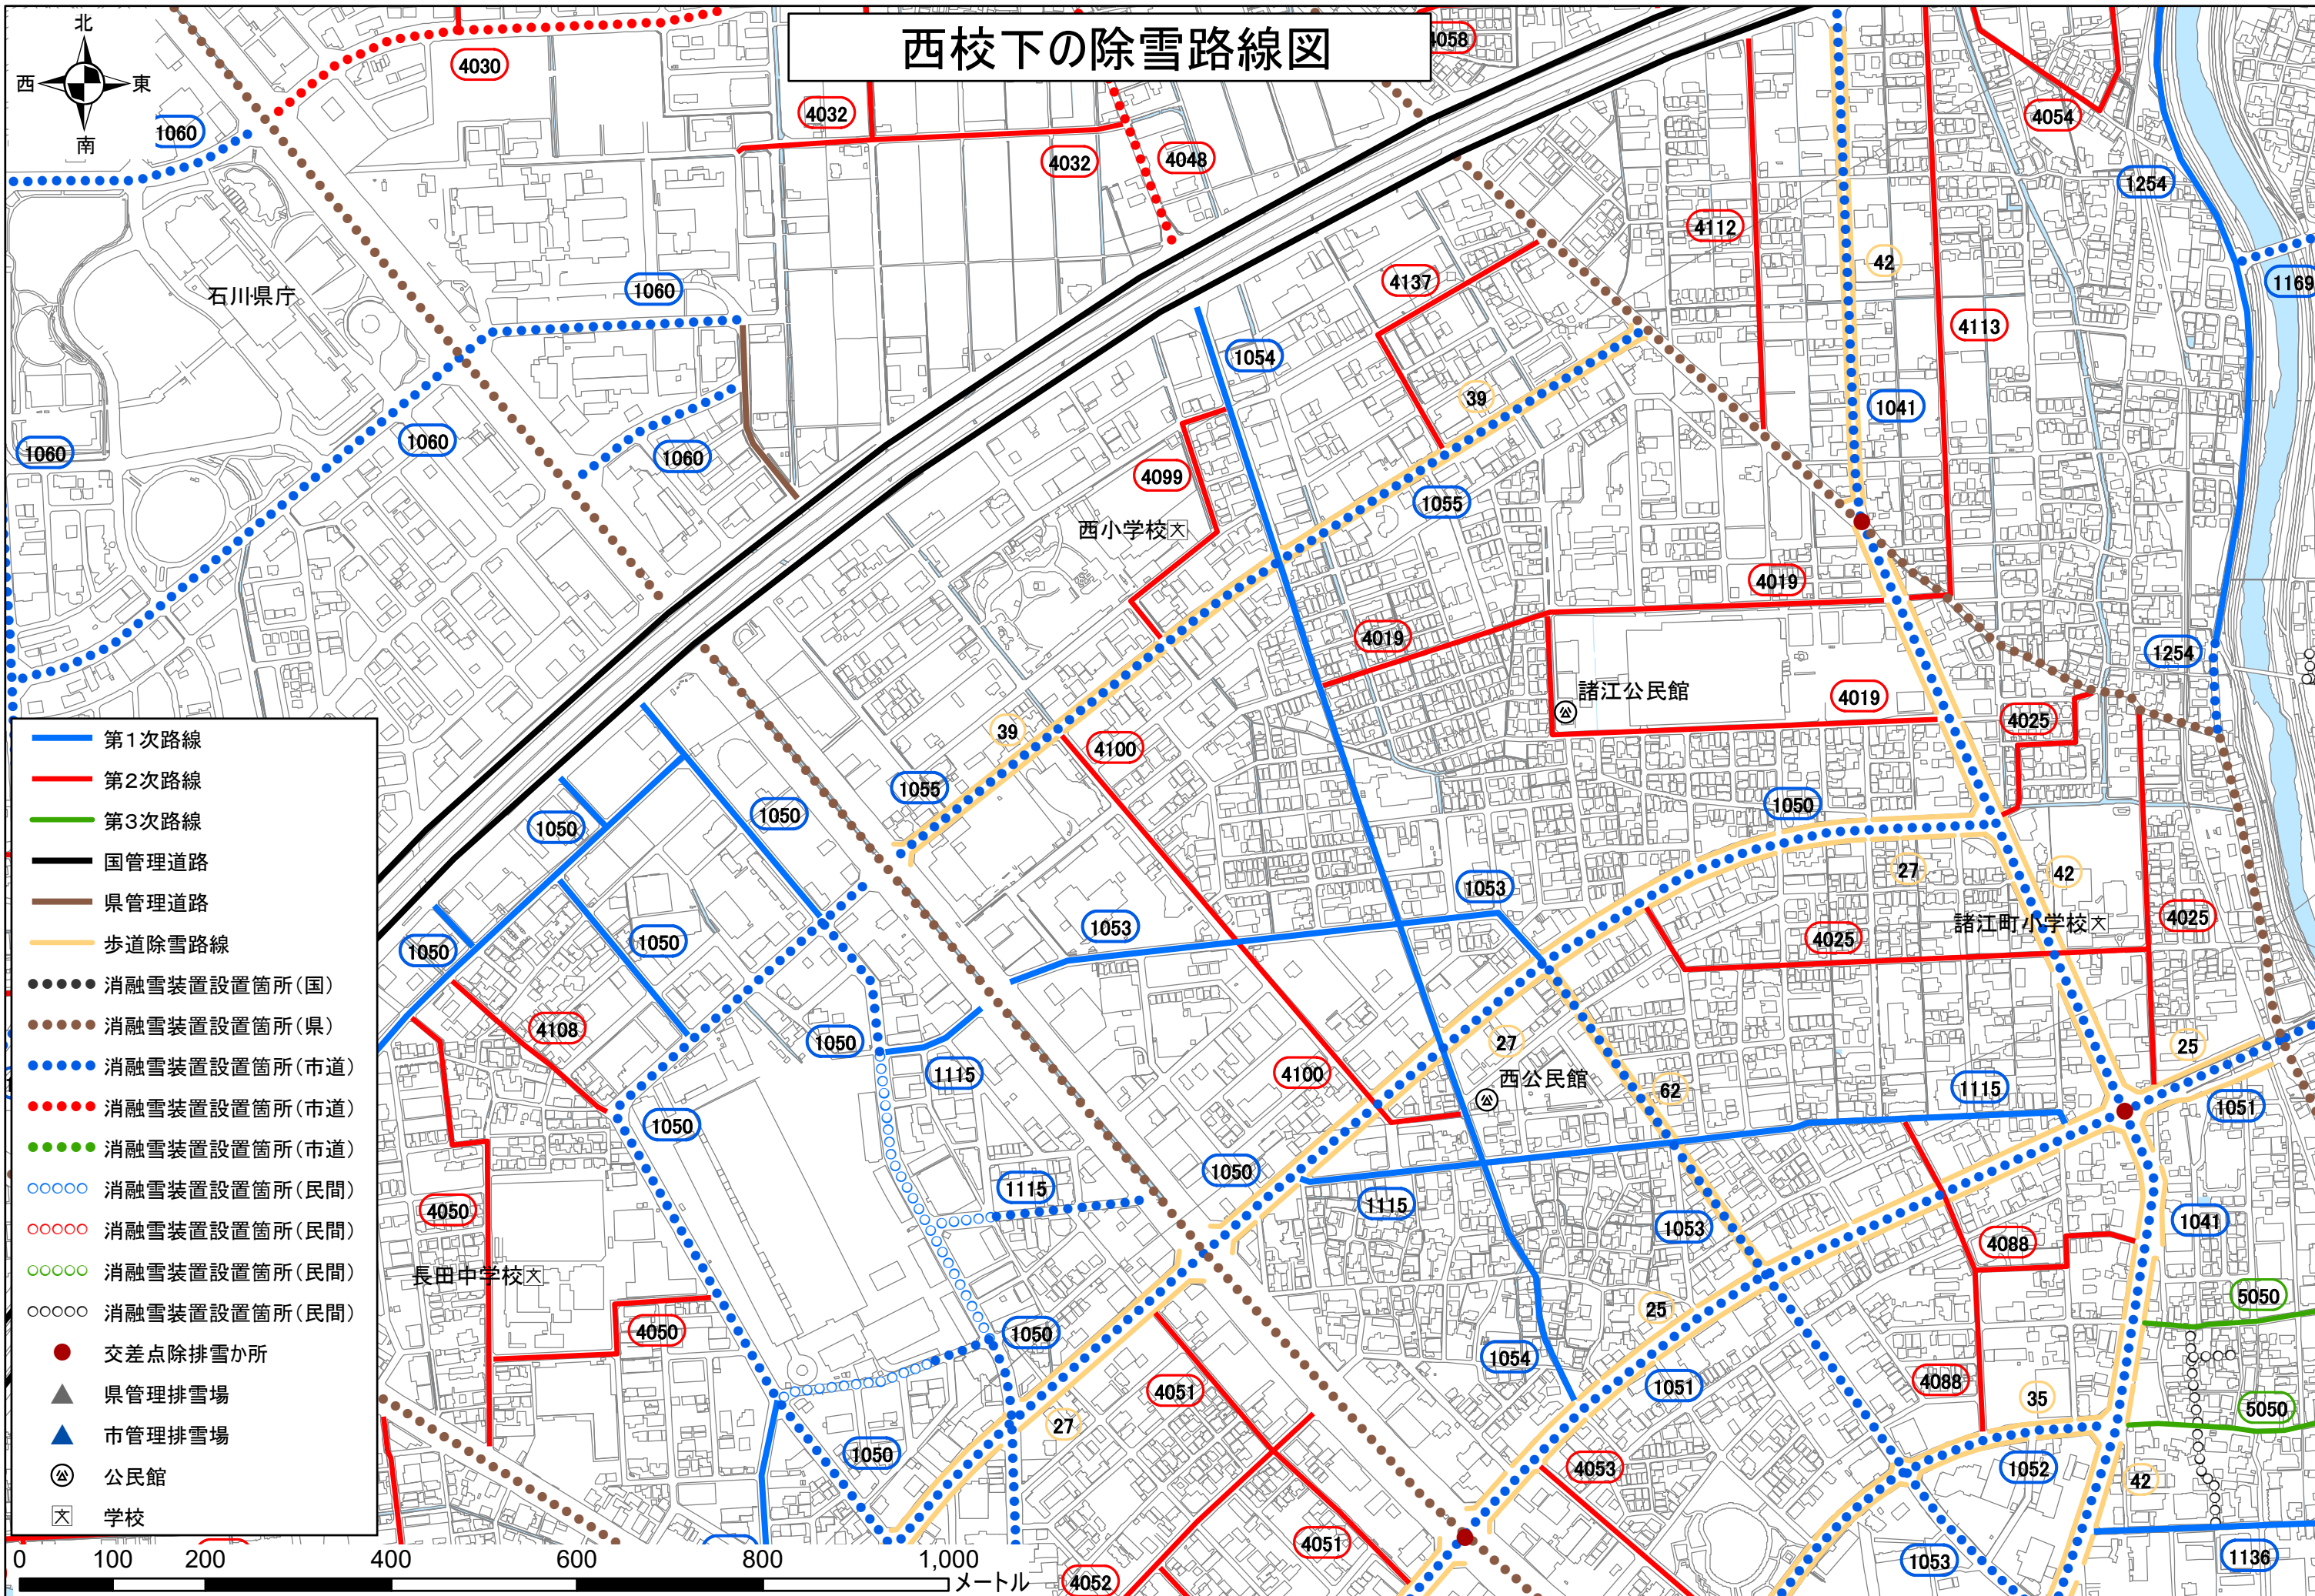 西校下の除雪路線図
北
西
東
南
4058
4030
4032
4032
4048
1060
4054
1254
4112
42
1169
4137
4113
石川県庁
1060
1054
39
1041
1060
1060
1060
4099
1055
西小学校
文
4019
4019
諸江公民館
4019
1254
4025
39
4100
1055
1050
1050
1050
1053
27
42
1053
諸江町小学校
文
4025
4025
1050
1050
4108
1050
27
25
1115
4100
西公民館
62
1115
1051
1050
1050
1115
1115
4050
1053
1041
4088
長田中学校
文
4050
1050
25
5050
1054
4051
1051
4088
35
5050
27
1050
4053
1052
42
4051
1053
1136
4052
第1次路線
第2次路線
第3次路線
国管理道路
県管理道路
歩道除雪路線
消融雪装置設置箇所(国)
消融雪装置設置箇所(県)
消融雪装置設置箇所(市道)
消融雪装置設置箇所(市道)
消融雪装置設置箇所(市道)
消融雪装置設置箇所(民間)
消融雪装置設置箇所(民間)
消融雪装置設置箇所(民間)
消融雪装置設置箇所(民間)
交差点除排雪か所
県管理排雪場
市管理排雪場
公民館
文 学校
0 100 200 400 600 800 1,000
メートル